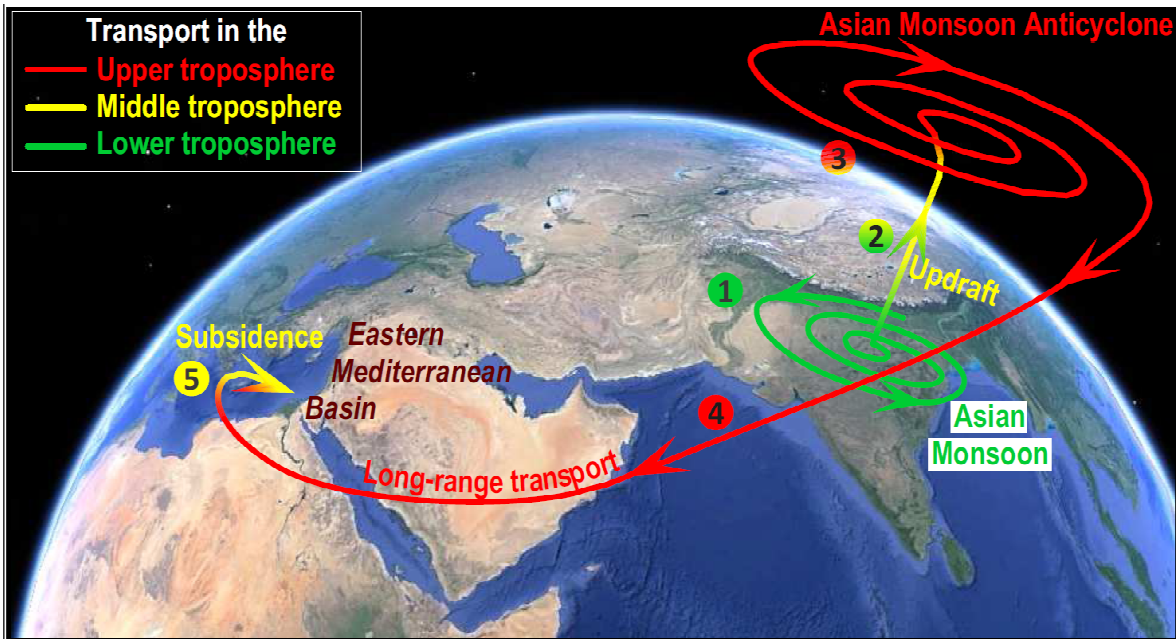 Transport in the
Upper troposphere
Middle troposphere
Lower troposphere
Asian Monsoon Anticyclone
3
2
Updraft
1
Subsidence
5
Eastern
Mediterranean
Basin
4
Asian
Monsoon
Long-range transport